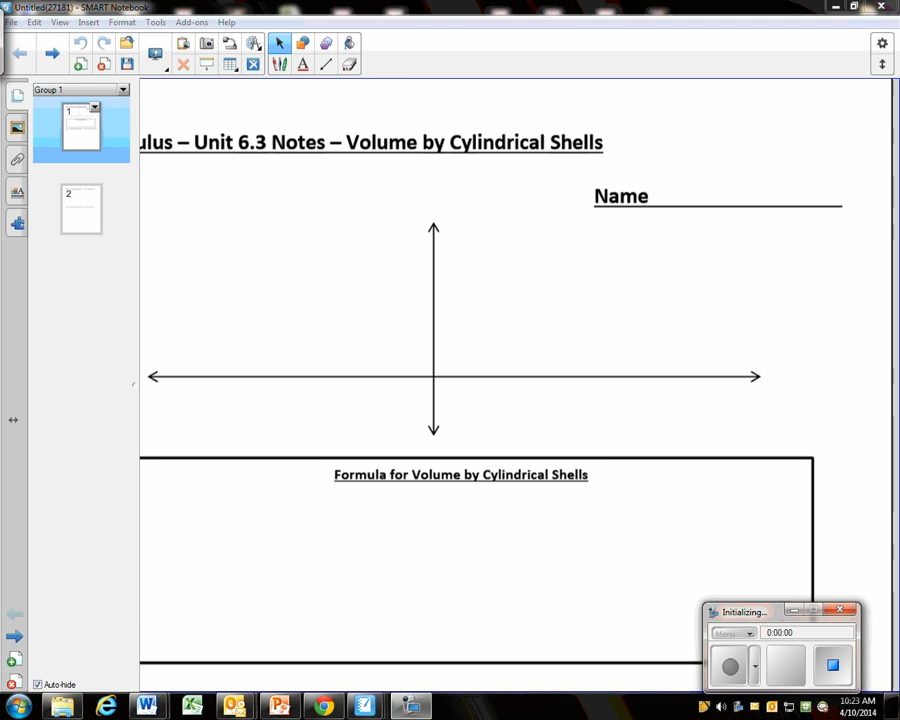 Untitled(27181) - SMART Notebook
File Edit View Insert Format Tools Add-ons Help
Group 1
1
2
ulus – Unit 6.3 Notes – Volume by Cylindrical Shells
Name
Formula for Volume by Cylindrical Shells
Initializing...
Menu
0:00:00
Auto-hide
10:23 AM
4/10/2014